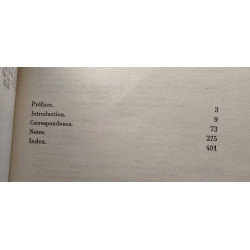 Préface. 3
Introduction. 9
Correspondance. 73
Notes. 275
Index. 401